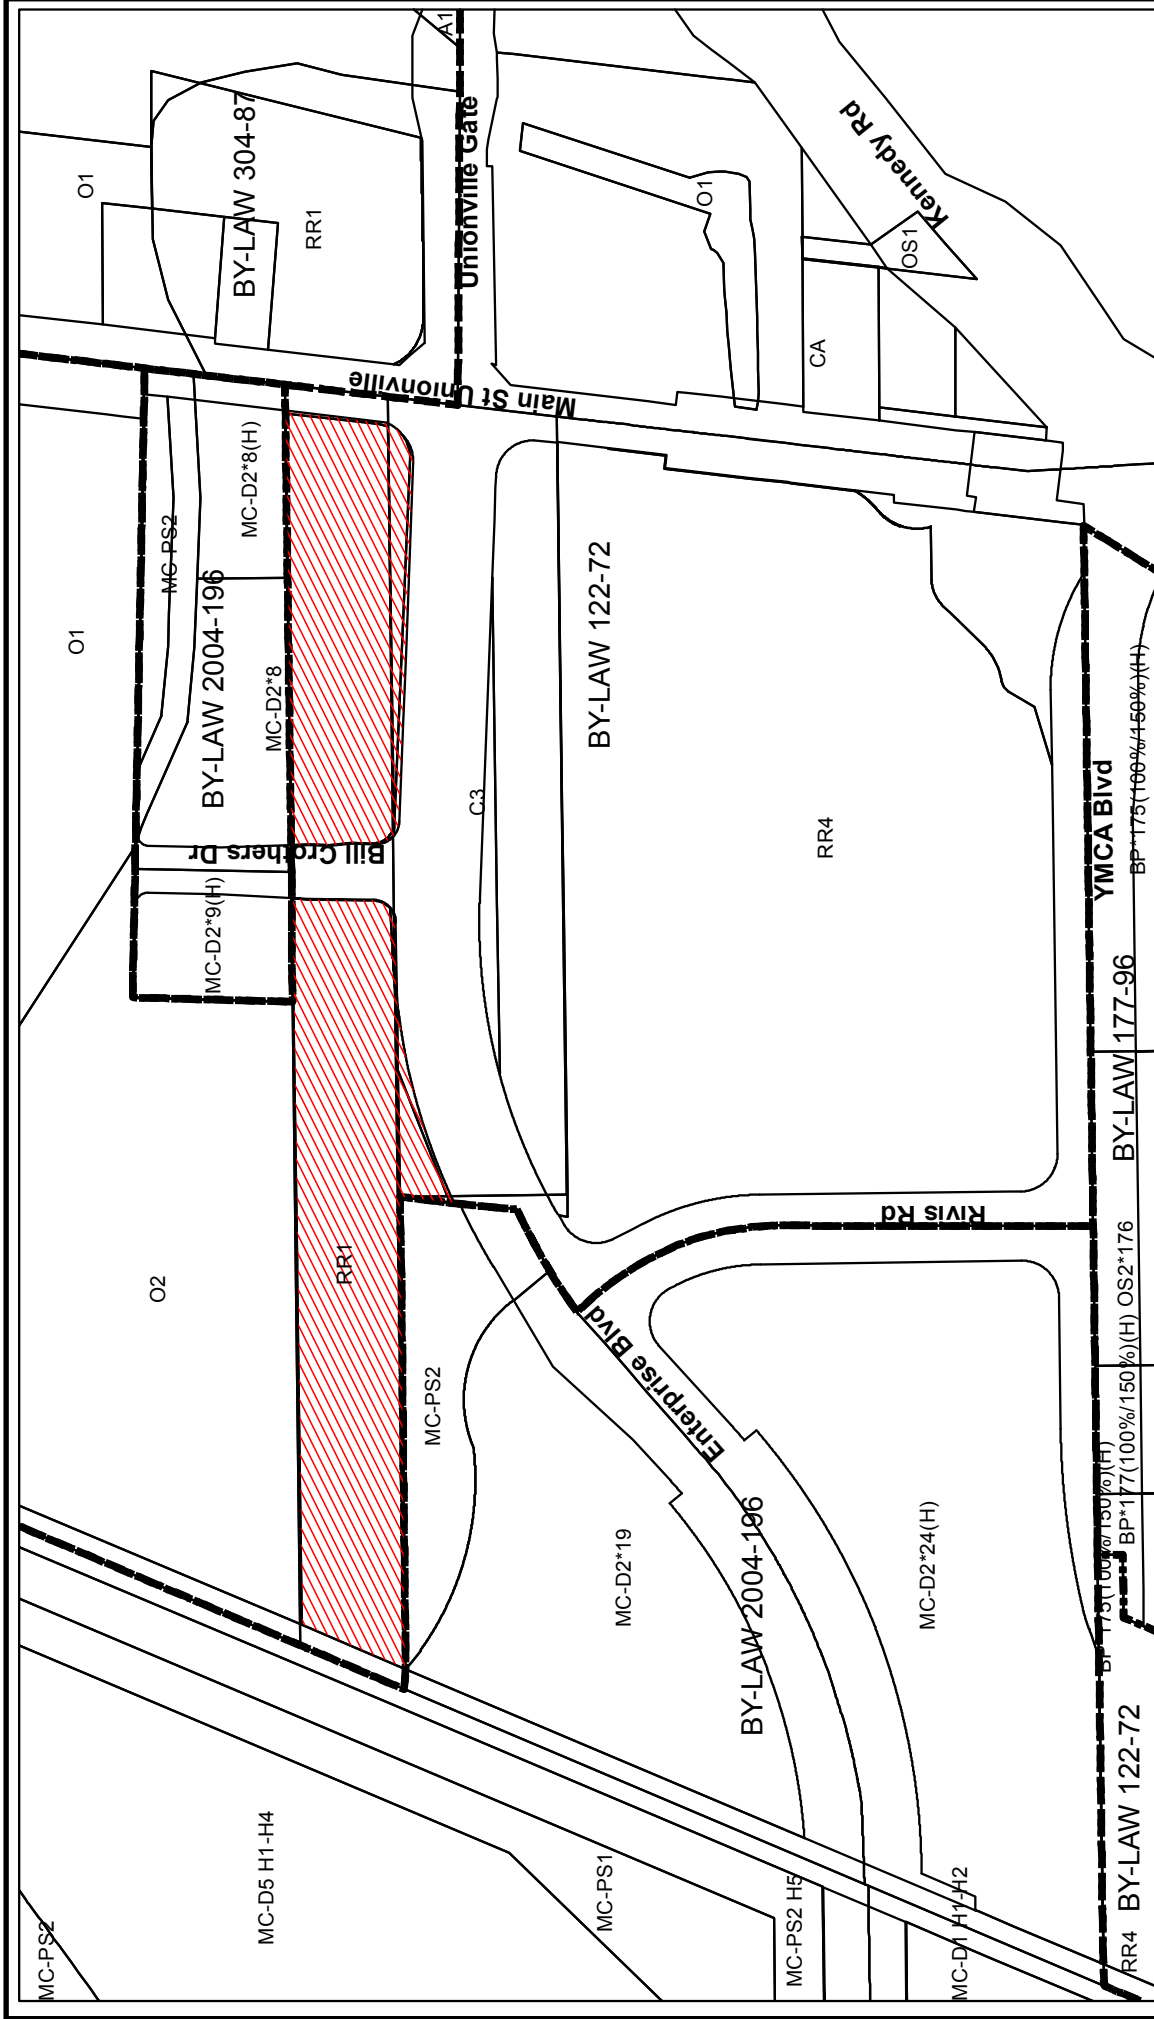 MC-PS2
MC-D5 H1-H4
MC-PS1
MC-PS2 H5
MC-D1 H1-H2
RR4
BY-LAW 122-72
O2
RR1
MC-PS2
MC-D2*19
BY-LAW 2004-196
MC-D2*24(H)
Enterprise Blvd
Rivis Rd
BP*177(100%/150%)(H)
OS2*176
BY-LAW 177-96
YMCA Blvd
BP*175(100%/150%)(H)
BP*175(100%/150%)(H)
O1
MC-D2*9(H)
Bill Crothers Dr
BY-LAW 2004-196
MC-D2*8
MC-PS2
MC-D2*8(H)
C3
BY-LAW 122-72
RR4
Main St Unionville
O1
BY-LAW 304-87
RR1
A1
Unionville Gate
O1
CA
OS1
Kennedy Rd